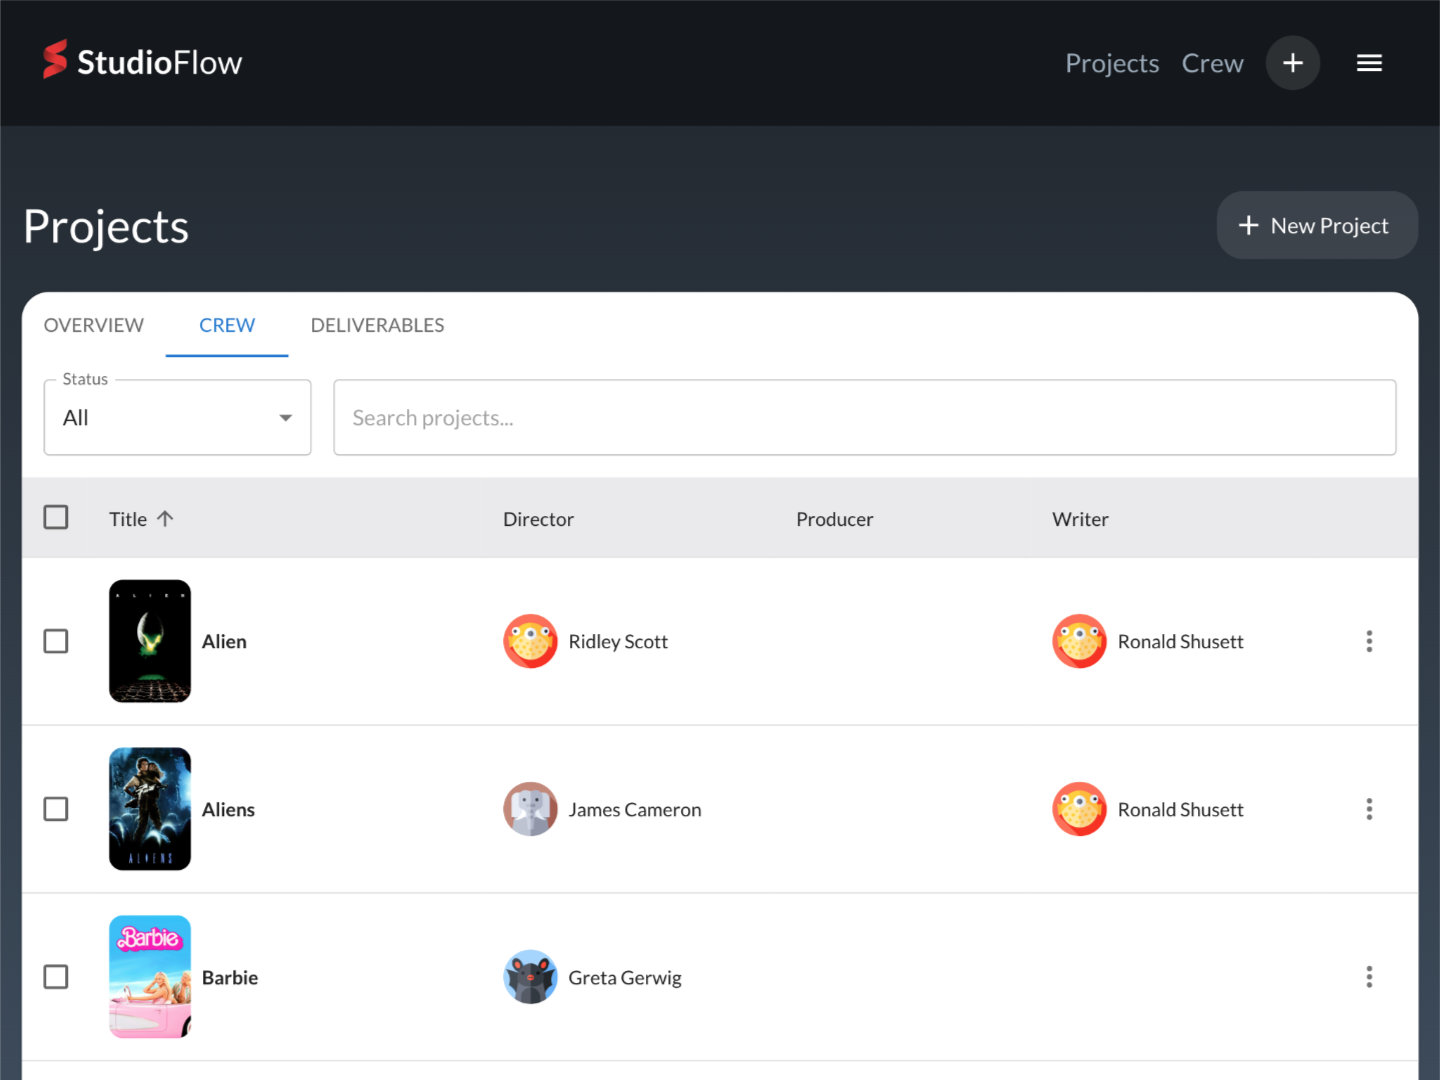 StudioFlow
Projects Crew
Projects
New Project
OVERVIEW CREW DELIVERABLES
Status
All
Search projects...
Title Director Producer Writer
ALIEN
Alien Ridley Scott Ronald Shusett
ALIENS
Aliens James Cameron Ronald Shusett
Barbie
Barbie Greta Gerwig